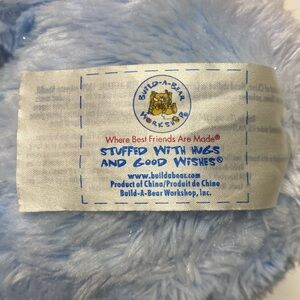 BUILD-A-BEAR
WORKSHOP®
Where Best Friends Are Made®
STUFFED WITH HUGS
AND GOOD WISHES®
www.buildabear.com
Product of China/Produit de Chine
Build-A-Bear Workshop, Inc.